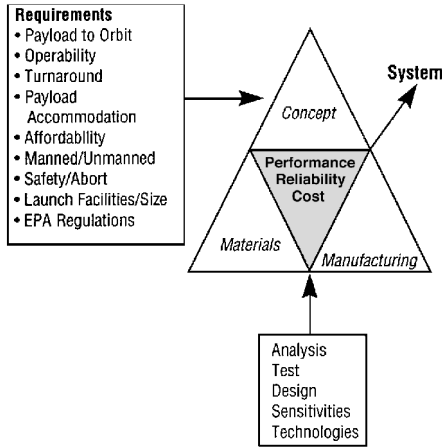 Requirements
• Payload to Orbit
• Operability
• Turnaround
• Payload
Accommodation
• Affordability
• Manned/Unmanned
• Safety/Abort
• Launch Facilities/Size
• EPA Regulations
System
Concept
Performance
Reliability
Cost
Materials
Manufacturing
Analysis
Test
Design
Sensitivities
Technologies